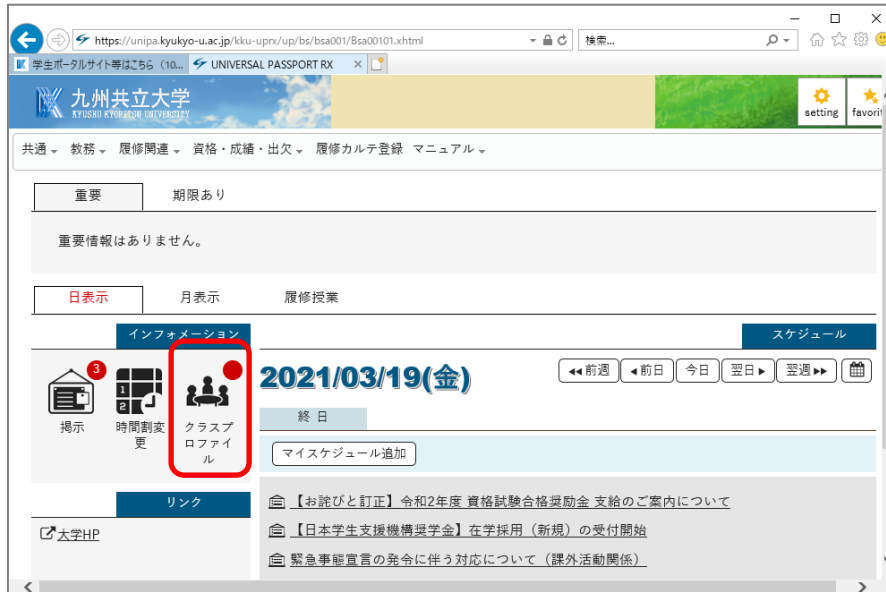 https://unipa.kyukyo-u.ac.jp/kku-uprx/up/bs/bsa001/Bsa00101.xhtml
検索...
学生ポータルサイト等はこちら（10...
UNIVERSAL PASSPORT RX
九州共立大学
KYUSHU KYORITSU UNIVERSITY
setting
favorit
共通 教務 履修関連 資格・成績・出欠 履修カルテ登録 マニュアル
重要 期限あり
重要情報はありません。
日表示 月表示 履修授業
インフォメーション
スケジュール
3
掲示
1
2
時間割変
更
クラスプ
ロファイ
ル
2021/03/19(金)
◀◀前週 ◀前日 今日 翌日▶ 翌週▶▶
終日
マイスケジュール追加
リンク
大学HP
【お詫びと訂正】令和2年度 資格試験合格奨励金 支給のご案内について
【日本学生支援機構奨学金】在学採用（新規）の受付開始
緊急事態宣言の発令に伴う対応について（課外活動関係）